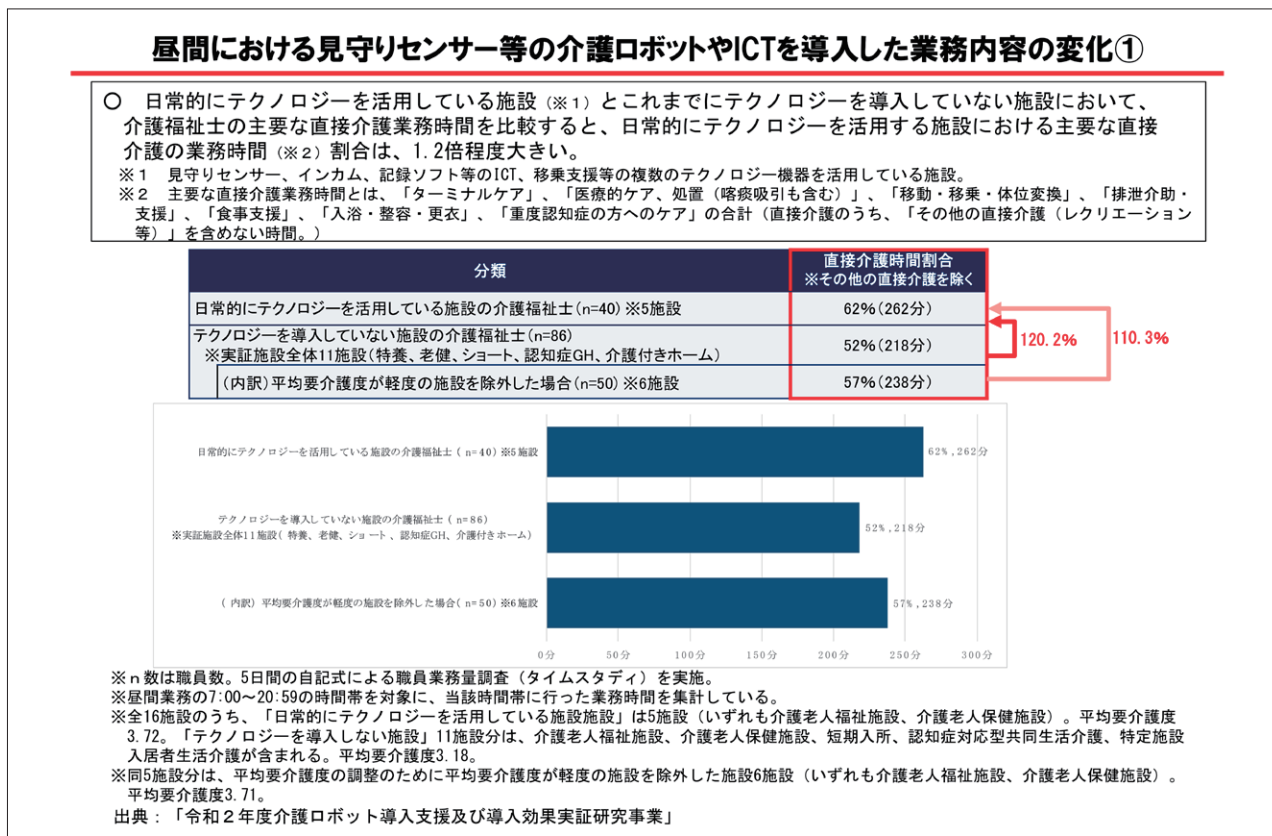 昼間における見守りセンサー等の介護ロボットやICTを導入した業務内容の変化①
○　日常的にテクノロジーを活用している施設(※1)とこれまでにテクノロジーを導入していない施設において、
介護福祉士の主要な直接介護業務時間を比較すると、日常的にテクノロジーを活用する施設における主要な直接
介護の業務時間(※2)割合は、1.2倍程度大きい。
※1　見守りセンサー、インカム、記録ソフト等のICT、移乗支援等の複数のテクノロジー機器を活用している施設。
※2　主要な直接介護業務時間とは、「ターミナルケア」、「医療的ケア、処置(喀痰吸引も含む)」、「移動・移乗・体位変換」、「排泄介助・
支援」、「食事支援」、「入浴・整容・更衣」、「重度認知症の方へのケア」の合計(直接介護のうち、「その他の直接介護(レクリエーション
等)」を含めない時間。)
分類
直接介護時間割合
※その他の直接介護を除く
日常的にテクノロジーを活用している施設の介護福祉士(n=40)※5施設
62%(262分)
テクノロジーを導入していない施設の介護福祉士(n=86)
※実証施設全体11施設(特養、老健、ショート、認知症GH、介護付きホーム)
52%(218分)
(内訳)平均要介護度が軽度の施設を除外した場合(n=50)※6施設
57%(238分)
120.2%
110.3%
日常的にテクノロジーを活用している施設の介護福祉士(n=40)※5施設
62%,262分
テクノロジーを導入していない施設の介護福祉士(n=86)
※実証施設全体11施設(特養、老健、ショート、認知症GH、介護付きホーム)
52%,218分
(内訳)平均要介護度が軽度の施設を除外した場合(n=50)※6施設
57%,238分
0分 50分 100分 150分 200分 250分 300分
※n数は職員数。5日間の自記式による職員業務量調査(タイムスタディ)を実施。
※昼間業務の7:00～20:59の時間帯を対象に、当該時間帯に行った業務時間を集計している。
※全16施設のうち、「日常的にテクノロジーを活用している施設施設」は5施設(いずれも介護老人福祉施設、介護老人保健施設)。平均要介護度
3.72。「テクノロジーを導入しない施設」11施設分は、介護老人福祉施設、介護老人保健施設、短期入所、認知症対応型共同生活介護、特定施設
入居者生活介護が含まれる。平均要介護度3.18。
※同5施設分は、平均要介護度の調整のために平均要介護度が軽度の施設を除外した施設6施設(いずれも介護老人福祉施設、介護老人保健施設)。
平均要介護度3.71。
出典：「令和2年度介護ロボット導入支援及び導入効果実証研究事業」